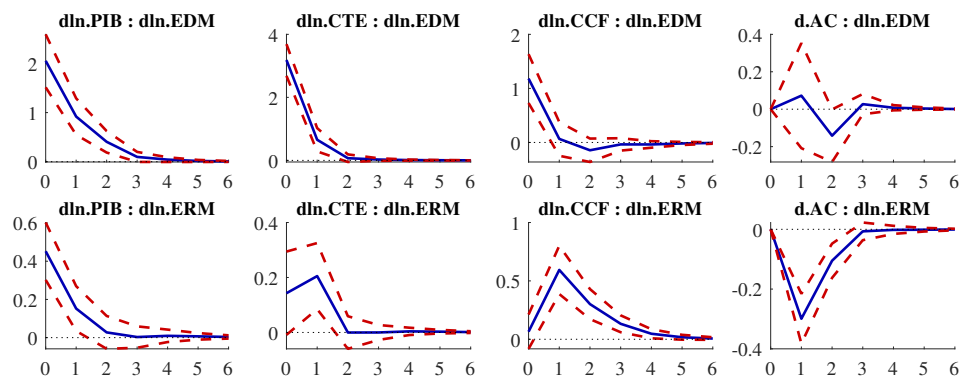 dln.PIB : dln.EDM
2
1
0
0 1 2 3 4 5 6
dln.CTE : dln.EDM
4
2
0
0 1 2 3 4 5 6
dln.CCF : dln.EDM
2
1
0
0 1 2 3 4 5 6
d.AC : dln.EDM
0.4
0.2
0
-0.2
0 1 2 3 4 5 6
dln.PIB : dln.ERM
0.6
0.4
0.2
0
0 1 2 3 4 5 6
dln.CTE : dln.ERM
0.4
0.2
0
0 1 2 3 4 5 6
dln.CCF : dln.ERM
1
0.5
0
0 1 2 3 4 5 6
d.AC : dln.ERM
0
-0.2
-0.4
0 1 2 3 4 5 6